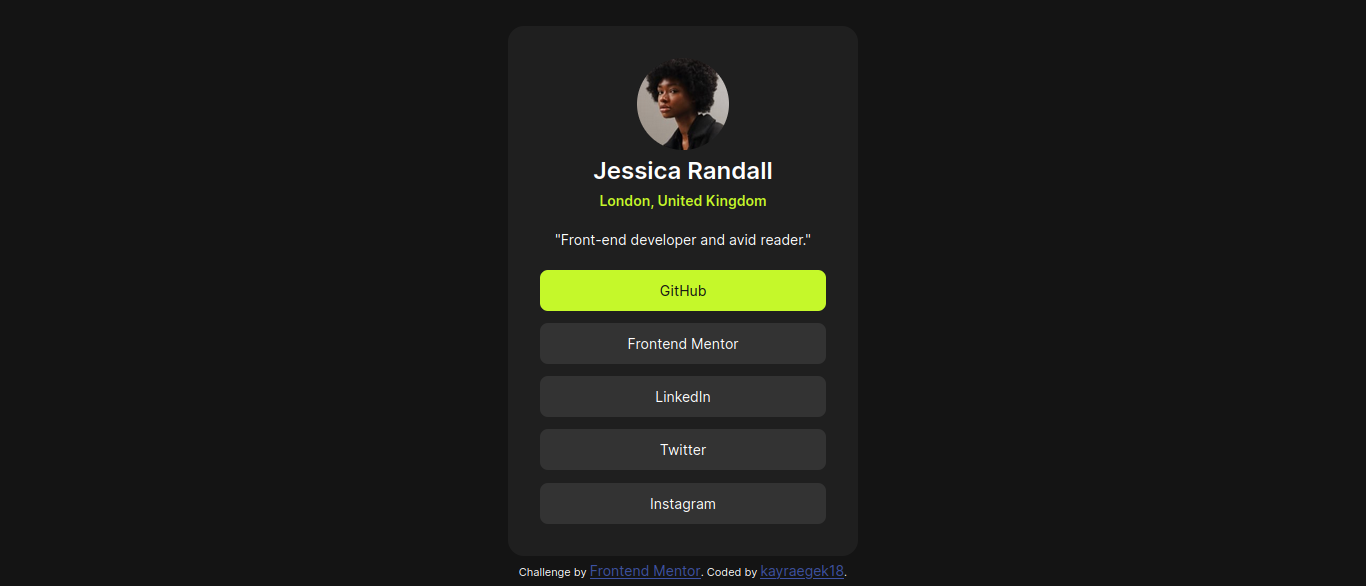 Jessica Randall
London, United Kingdom
"Front-end developer and avid reader."
GitHub
Frontend Mentor
LinkedIn
Twitter
Instagram
Challenge by Frontend Mentor. Coded by kayraegek18.